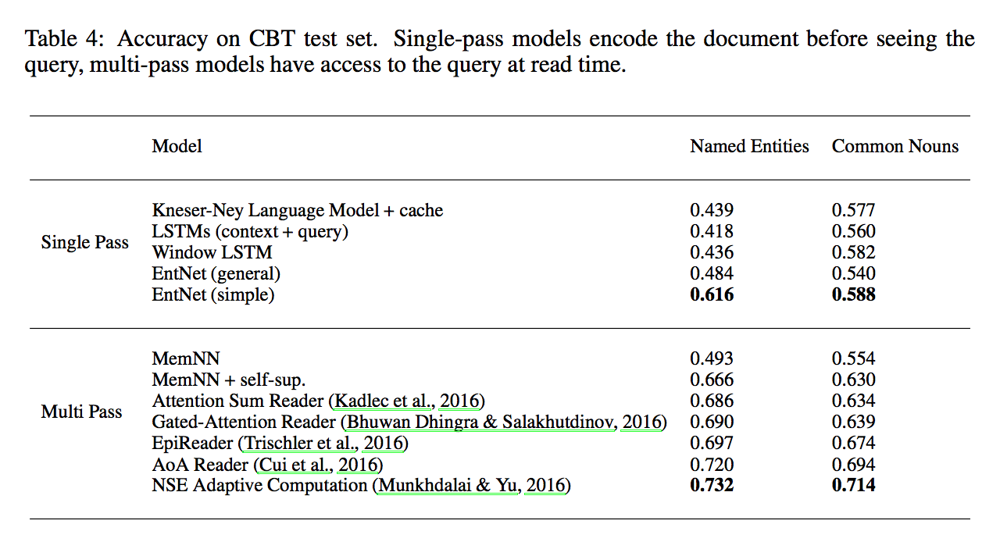 Table 4: Accuracy on CBT test set. Single-pass models encode the document before seeing the
query, multi-pass models have access to the query at read time.
Model Named Entities Common Nouns
Single Pass
Kneser-Ney Language Model + cache 0.439 0.577
LSTMs (context + query) 0.418 0.560
Window LSTM 0.436 0.582
EntNet (general) 0.484 0.540
EntNet (simple) 0.616 0.588
Multi Pass
MemNN 0.493 0.554
MemNN + self-sup. 0.666 0.630
Attention Sum Reader (Kadlec et al., 2016) 0.686 0.634
Gated-Attention Reader (Bhuwan Dhingra & Salakhutdinov, 2016) 0.690 0.639
EpiReader (Trischler et al., 2016) 0.697 0.674
AoA Reader (Cui et al., 2016) 0.720 0.694
NSE Adaptive Computation (Munkhdalai & Yu, 2016) 0.732 0.714